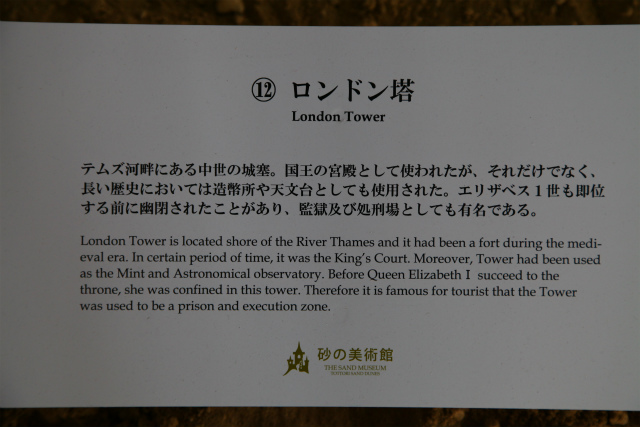 ⑫ ロンドン塔
London Tower
テムズ河畔にある中世の城塞。国王の宮殿として使われたが、それだけでなく、
長い歴史においては造幣所や天文台としても使用された。エリザベス１世も即位
する前に幽閉されたことがあり、監獄及び処刑場としても有名である。
London Tower is located shore of the River Thames and it had been a fort during the medi-
eval era. In certain period of time, it was the King's Court. Moreover, Tower had been used
as the Mint and Astronomical observatory. Before Queen Elizabeth I succeed to the
throne, she was confined in this tower. Therefore it is famous for tourist that the Tower
was used to be a prison and execution zone.
砂の美術館
THE SAND MUSEUM
TOTTORI SAND DUNES